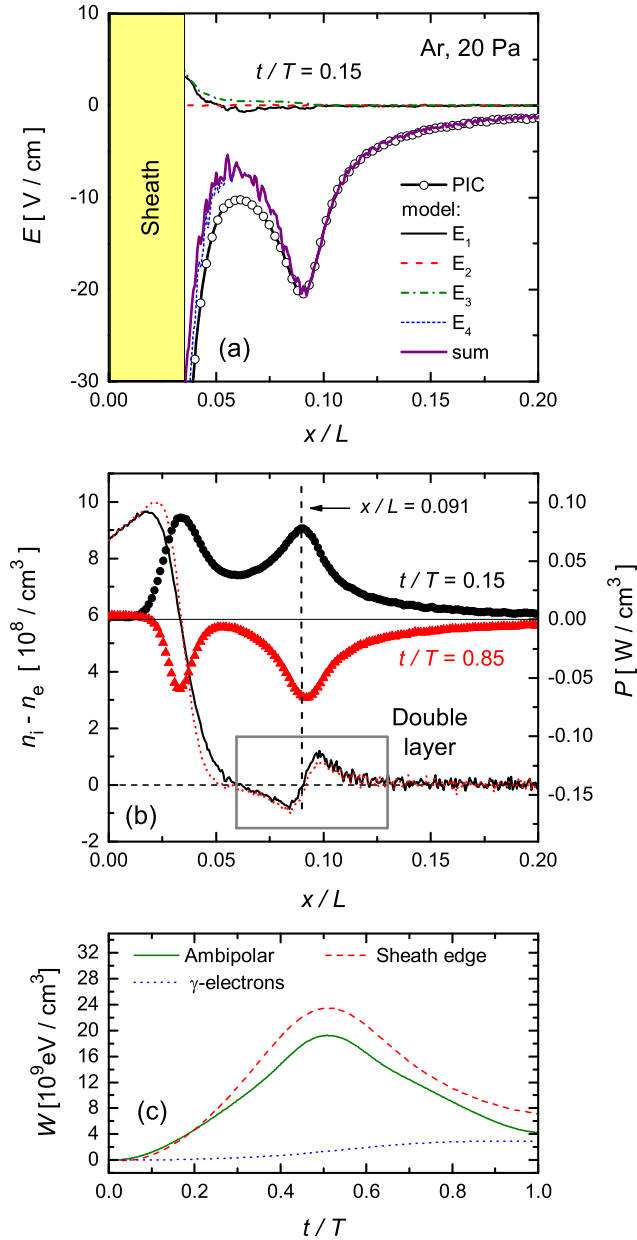 Ar, 20 Pa
t / T = 0.15
10
0
-10
-20
-30
E [ V / cm ]
Sheath
PIC
model:
E1
E2
E3
E4
sum
(a)
0.00 0.05 0.10 0.15 0.20
x / L
10
8
6
4
2
0
-2
n_i - n_e [ 10^8 / cm^3 ]
x / L = 0.091
t / T = 0.15
t / T = 0.85
Double
layer
(b)
0.10
0.05
0.00
-0.05
-0.10
-0.15
P [ W / cm^3 ]
0.00 0.05 0.10 0.15 0.20
x / L
32
28
24
20
16
12
8
4
0
W [10^9 eV / cm^3]
Ambipolar Sheath edge
γ-electrons
(c)
0.0 0.2 0.4 0.6 0.8 1.0
t / T